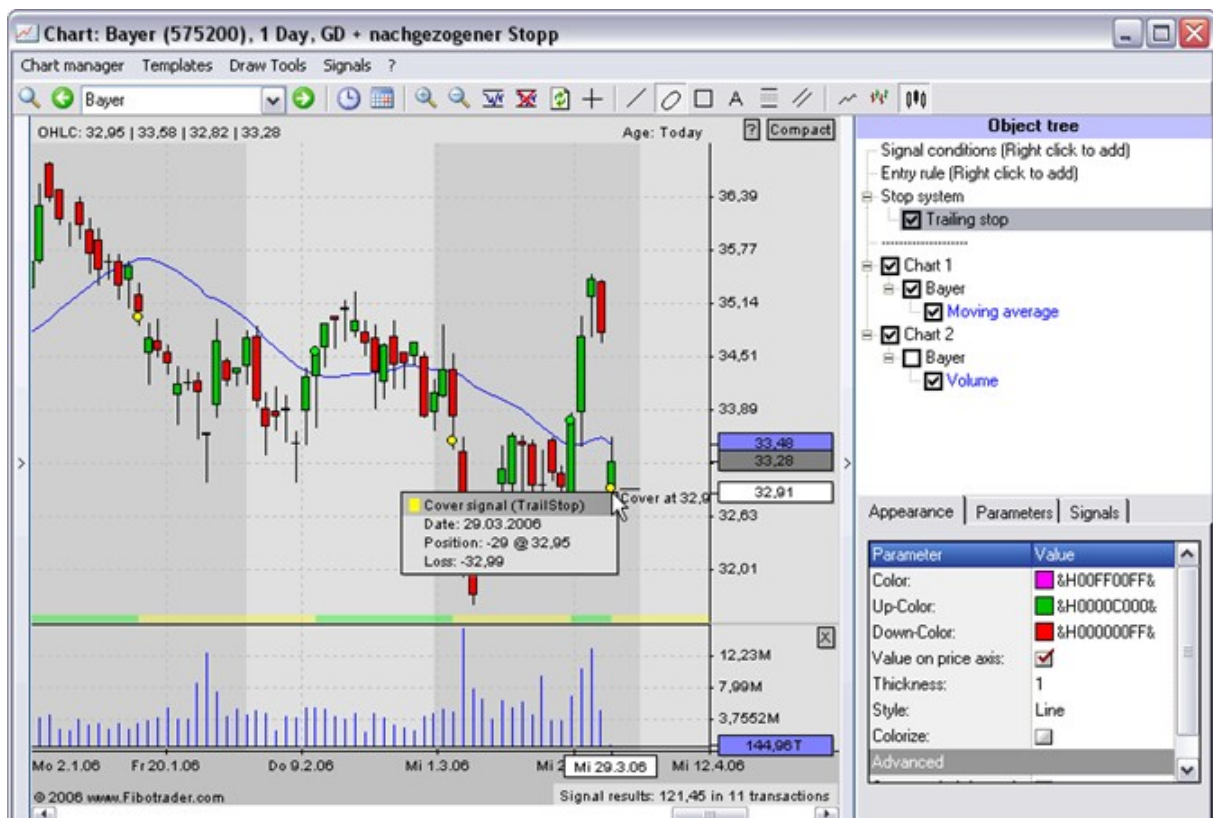 Chart: Bayer (575200), 1 Day, GD + nachgezogener Stopp
Chart manager Templates Draw Tools Signals ?
Bayer
A
OHLC: 32,95 | 33,58 | 32,82 | 33,28
Age: Today
? Compact
36,39
35,77
35,14
34,51
33,89
33,48
33,28
32,91
32,63
32,01
Cover at 32,9
Cover signal (TrailStop)
Date: 29.03.2006
Position: -29 @ 32,95
Loss: -32,99
X
12,23M
7,99M
3,7552M
144,96T
Mo 2.1.06 Fr 20.1.06 Do 9.2.06 Mi 1.3.06 Mi 2 Mi 29.3.06 Mi 12.4.06
© 2006 www.Fibotrader.com
Signal results: 121,45 in 11 transactions
Object tree
Signal conditions (Right click to add)
Entry rule (Right click to add)
Stop system
Trailing stop
Chart 1
Bayer
Moving average
Chart 2
Bayer
Volume
Appearance Parameters Signals
Parameter Value
Color: &H00FF00FF&
Up-Color: &H0000C000&
Down-Color: &H000000FF&
Value on price axis:
Thickness: 1
Style: Line
Colorize:
Advanced